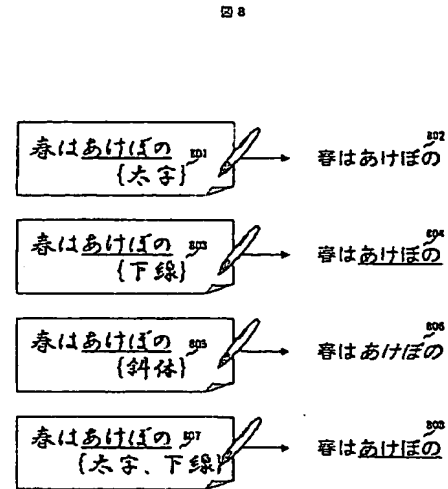 図8
春はあけぼの 801
{太字}
802
春はあけぼの
春はあけぼの 803
{下線}
804
春はあけぼの
春はあけぼの 805
{斜体}
806
春はあけぼの
春はあけぼの 807
{太字、下線}
808
春はあけぼの